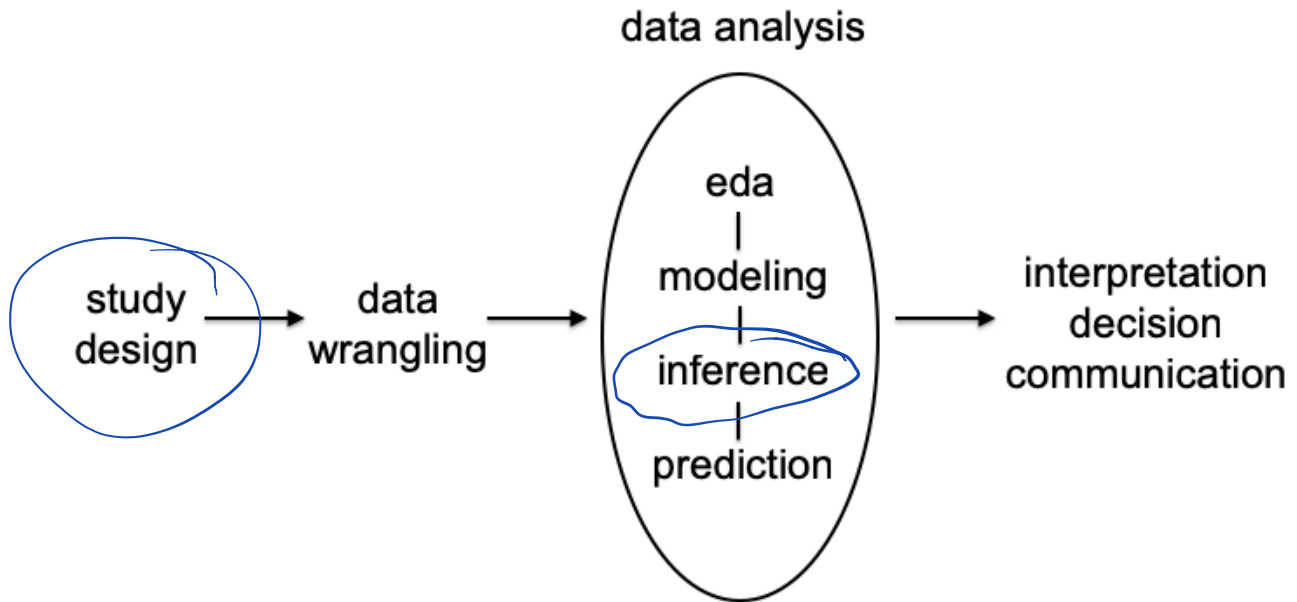 data analysis
study
design
data
wrangling
eda
modeling
inference
prediction
interpretation
decision
communication